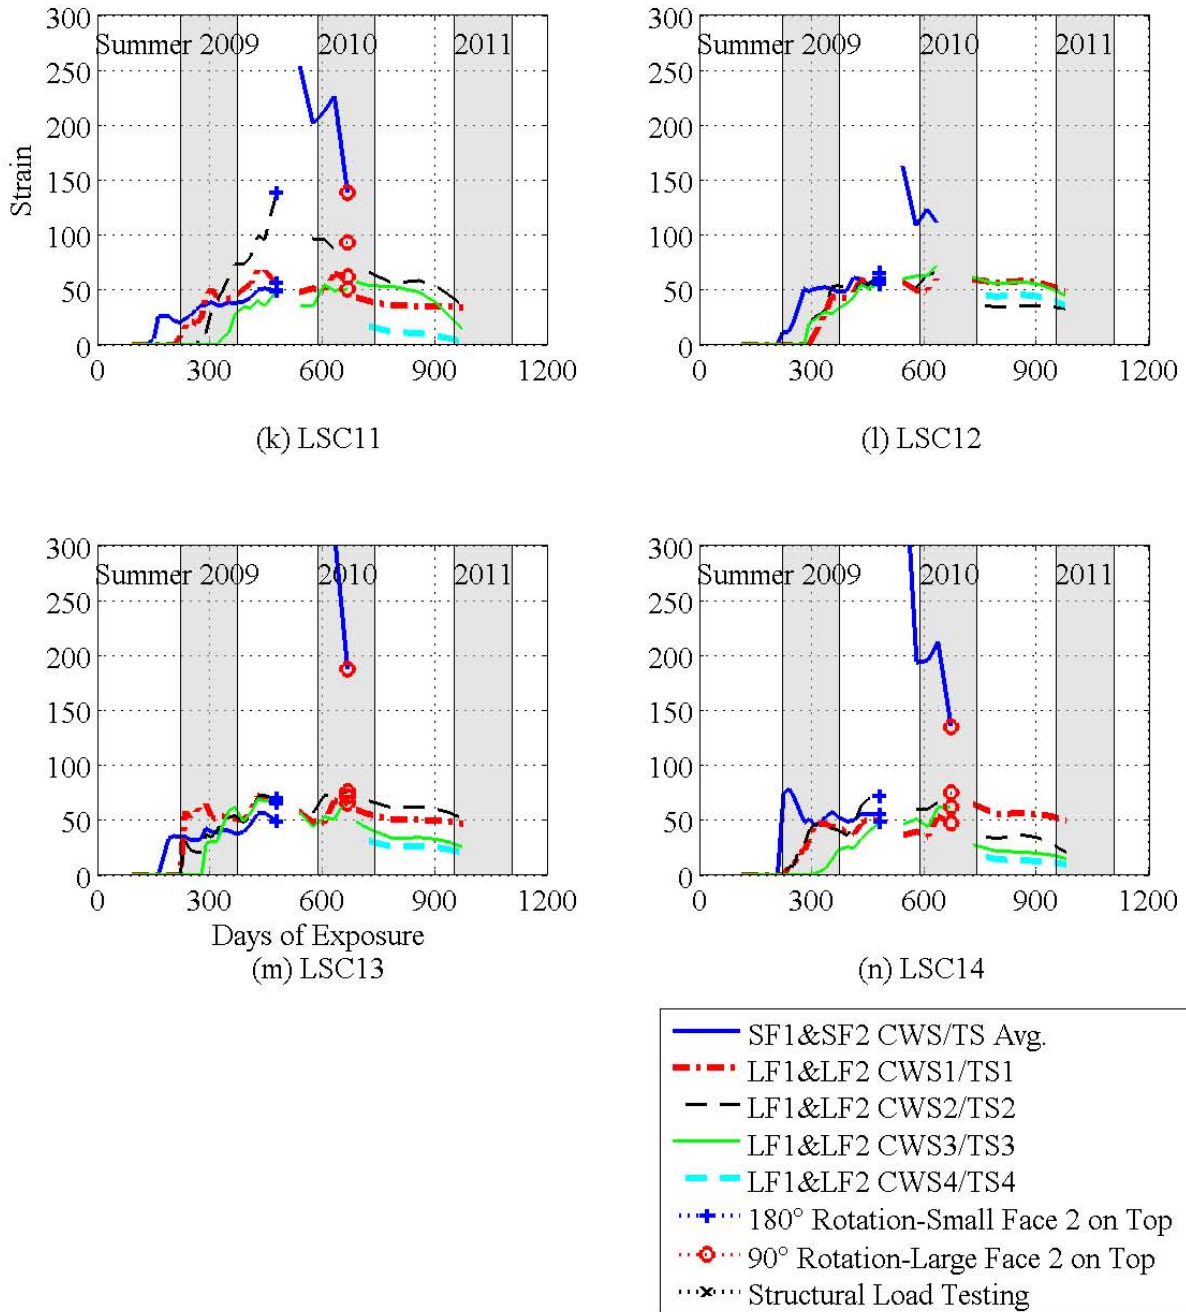 300
250
200
150
100
50
0
Strain
Summer 2009
2010
2011
0 300 600 900 1200
(k) LSC11
300
250
200
150
100
50
0
Summer 2009
2010
2011
0 300 600 900 1200
(l) LSC12
300
250
200
150
100
50
0
Summer 2009
2010
2011
0 300 600 900 1200
Days of Exposure
(m) LSC13
300
250
200
150
100
50
0
Summer 2009
2010
2011
0 300 600 900 1200
(n) LSC14
SF1&SF2 CWS/TS Avg.
LF1&LF2 CWS1/TS1
LF1&LF2 CWS2/TS2
LF1&LF2 CWS3/TS3
LF1&LF2 CWS4/TS4
180° Rotation-Small Face 2 on Top
90° Rotation-Large Face 2 on Top
Structural Load Testing